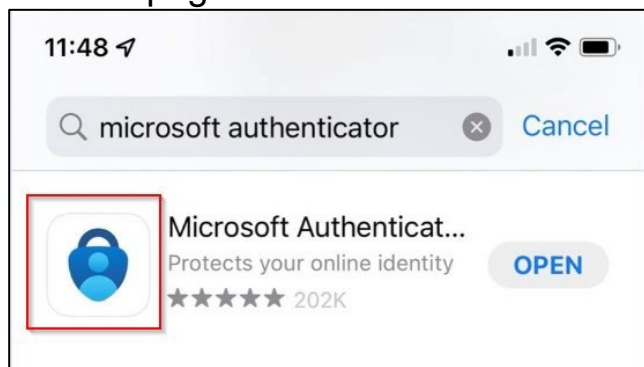 11:48
microsoft authenticator Cancel
Microsoft Authenticat...
Protects your online identity
OPEN
202K